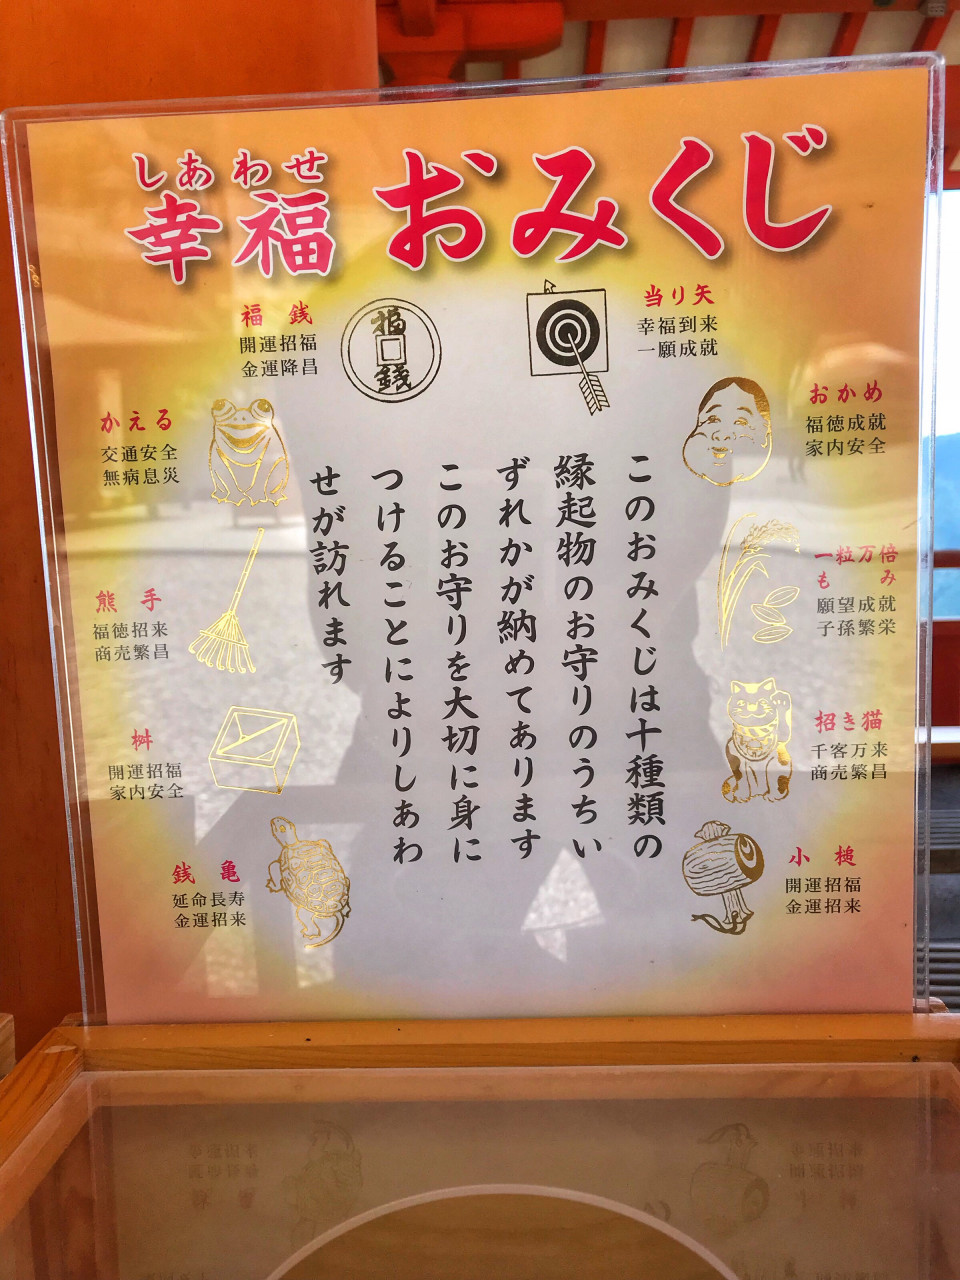 しあわせ
幸福おみくじ
当り矢
幸福到来
一願成就
おかめ
福徳成就
家内安全
一粒万倍
もみ
願望成就
子孫繁栄
招き猫
千客万来
商売繁昌
小槌
開運招福
金運招来
福銭
開運招福
金運降昌
福
銭
かえる
交通安全
無病息災
熊手
福徳招来
商売繁昌
桝
開運招福
家内安全
銭亀
延命長寿
金運招来
このおみくじは十種類の
縁起物のお守りのうちい
ずれかが納めてあります
このお守りを大切に身に
つけることによりしあわ
せが訪れます